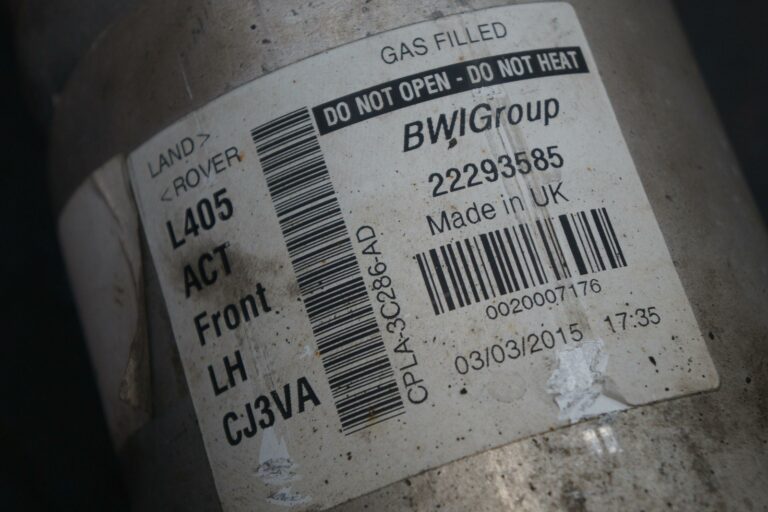 GAS FILLED
DO NOT OPEN - DO NOT HEAT
LAND >
< ROVER
L405
ACT
Front
LH
CJ3VA
CPLA-3C286-AD
BWIGroup
22293585
Made in UK
0020007176
03/03/2015 17:35